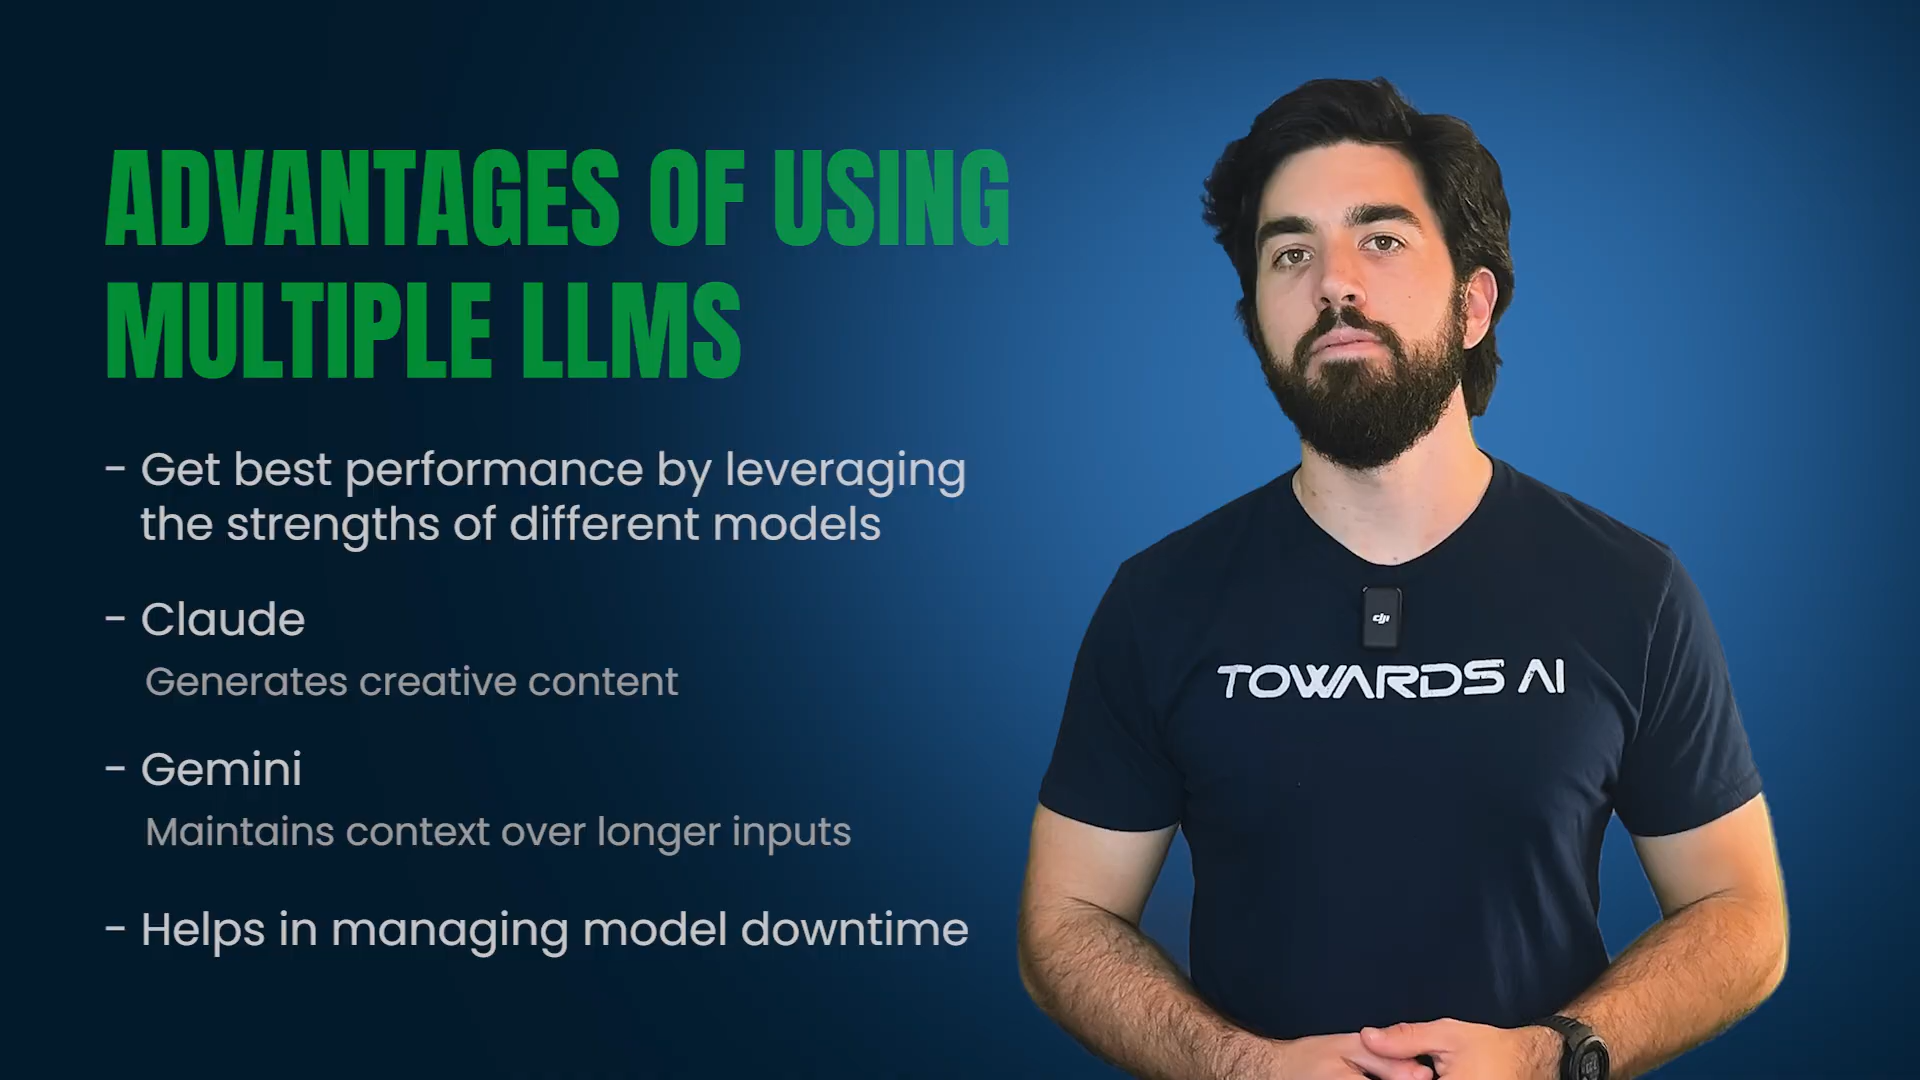 ADVANTAGES OF USING
MULTIPLE LLMS
- Get best performance by leveraging
the strengths of different models
- Claude
Generates creative content
- Gemini
Maintains context over longer inputs
- Helps in managing model downtime
dji
TOWARDS AI